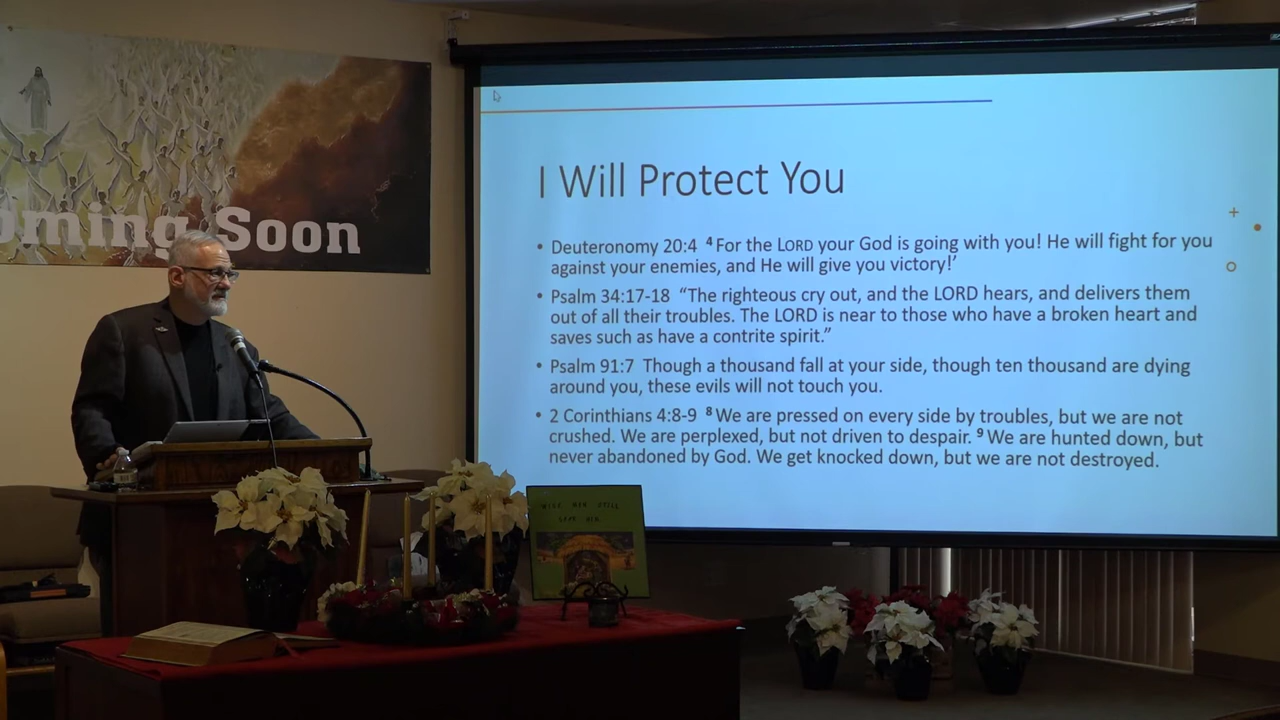 oming Soon
I Will Protect You
• Deuteronomy 20:4 ⁴ For the LORD your God is going with you! He will fight for you
against your enemies, and He will give you victory!’
• Psalm 34:17-18 “The righteous cry out, and the LORD hears, and delivers them
out of all their troubles. The LORD is near to those who have a broken heart and
saves such as have a contrite spirit.”
• Psalm 91:7 Though a thousand fall at your side, though ten thousand are dying
around you, these evils will not touch you.
• 2 Corinthians 4:8-9 ⁸ We are pressed on every side by troubles, but we are not
crushed. We are perplexed, but not driven to despair. ⁹ We are hunted down, but
never abandoned by God. We get knocked down, but we are not destroyed.
WISE MEN STILL
SEEK HIM